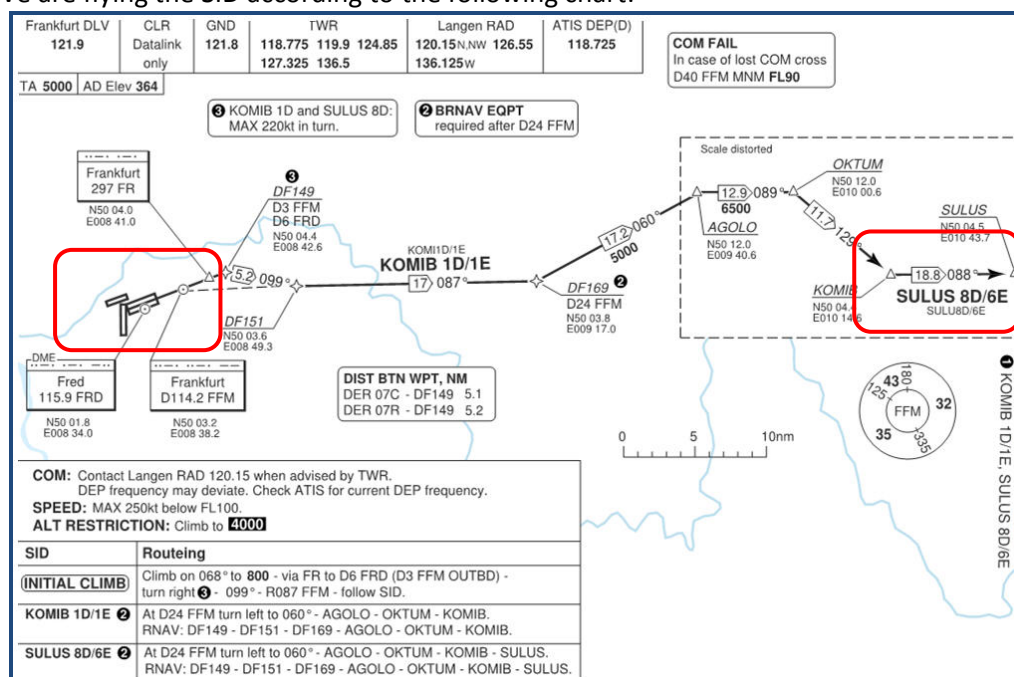 we are flying the SID according to the following chart:
Frankfurt DLV
121.9
CLR
Datalink
only
GND
121.8
TWR
118.775 119.9 124.85
127.325 136.5
Langen RAD
120.15N,NW 126.55
136.125W
ATIS DEP(D)
118.725
COM FAIL
In case of lost COM cross
D40 FFM MNM FL90
TA 5000 AD Elev 364
❸ KOMIB 1D and SULUS 8D:
MAX 220kt in turn.
❷ BRNAV EQPT
required after D24 FFM
Scale distorted
Frankfurt
297 FR
N50 04.0
E008 41.0
❸
DF149
D3 FFM
D6 FRD
N50 04.4
E008 42.6
OKTUM
N50 12.0
E010 00.6
12.9 089°
6500
11.7 129°
AGOLO
N50 12.0
E009 40.6
SULUS
N50 04.5
E010 43.7
17.2 060°
5000
5.2 099°
KOMI1D/1E
KOMIB 1D/1E
17 087°
18.8 088°
SULUS 8D/6E
SULU8D/6E
KOMIB
N50 04.4
DF169 ❷
D24 FFM
N50 03.8
E009 17.0
DF151
N50 03.6
E008 49.3
DME
Fred
115.9 FRD
N50 01.8
E008 34.0
Frankfurt
D114.2 FFM
N50 03.2
E008 38.2
DIST BTN WPT, NM
DER 07C - DF149 5.1
DER 07R - DF149 5.2
0 5 10nm
180
43
125
FFM
32
35
335
❶ KOMIB 1D/1E, SULUS 8D/6E
COM: Contact Langen RAD 120.15 when advised by TWR.
DEP frequency may deviate. Check ATIS for current DEP frequency.
SPEED: MAX 250kt below FL100.
ALT RESTRICTION: Climb to 4000
SID Routeing
INITIAL CLIMB Climb on 068° to 800 - via FR to D6 FRD (D3 FFM OUTBD) -
turn right ❸ - 099° - R087 FFM - follow SID.
KOMIB 1D/1E ❷ At D24 FFM turn left to 060° - AGOLO - OKTUM - KOMIB.
RNAV: DF149 - DF151 - DF169 - AGOLO - OKTUM - KOMIB.
SULUS 8D/6E ❷ At D24 FFM turn left to 060° - AGOLO - OKTUM - KOMIB - SULUS.
RNAV: DF149 - DF151 - DF169 - AGOLO - OKTUM - KOMIB - SULUS.